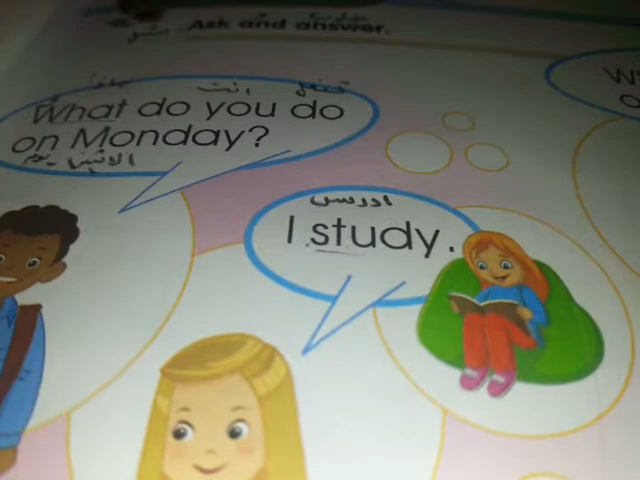 Ask and answer.
ماذا انت تفعل
What do you do
on Monday?
يوم الاثنين
ادرس
I study.
W